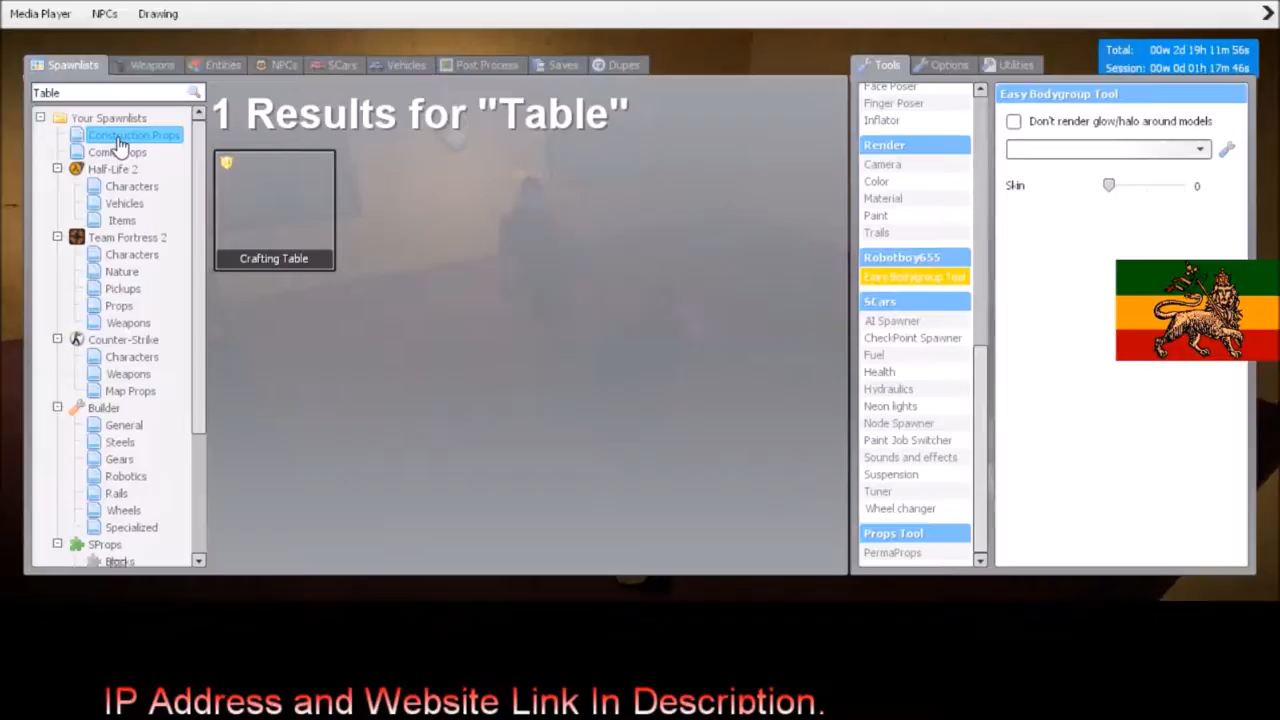 Media Player NPCs Drawing
Total: 00w 2d 19h 11m 56s
Session: 00w 0d 01h 17m 46s
Spawnlists Weapons Entities NPCs SCars Vehicles Post Process Saves Dupes
Table
Your Spawnlists
Construction Props
Half-Life 2
Characters
Vehicles
Items
Team Fortress 2
Characters
Nature
Pickups
Props
Weapons
Counter-Strike
Characters
Weapons
Map Props
Builder
General
Steels
Gears
Robotics
Rails
Wheels
Specialized
SProps
Blocks
1 Results for "Table"
Crafting Table
Tools Options Utilities
Face Poser
Finger Poser
Inflator
Render
Camera
Color
Material
Paint
Trails
Robotboy655
Easy Bodygroup Tool
SCars
AI Spawner
CheckPoint Spawner
Fuel
Health
Hydraulics
Neon lights
Node Spawner
Paint Job Switcher
Sounds and effects
Suspension
Tuner
Wheel changer
Props Tool
PermaProps
Easy Bodygroup Tool
Don't render glow/halo around models
Skin 0
IP Address and Website Link In Description.